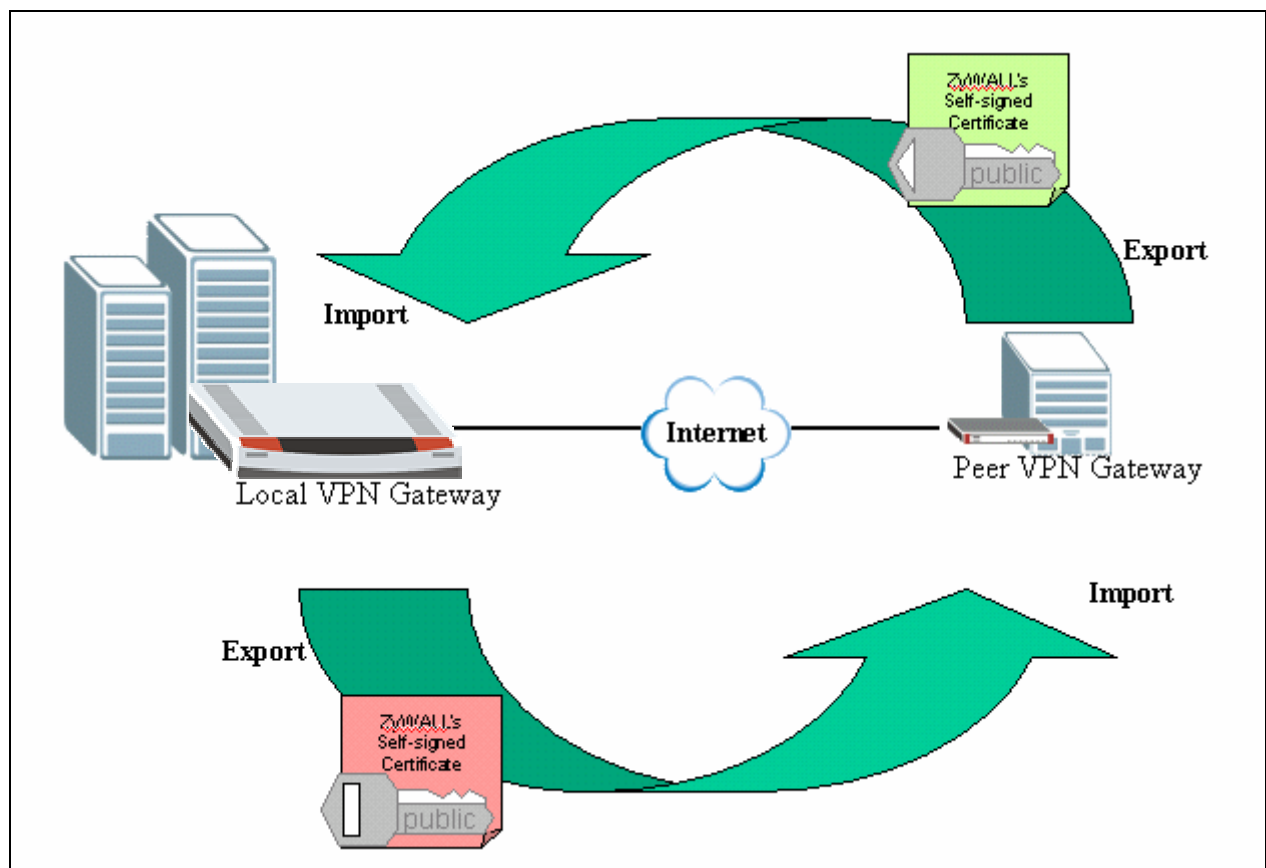 ZyWALL's
Self-signed
Certificate
public
Export
Import
Internet
Local VPN Gateway
Peer VPN Gateway
Import
Export
ZyWALL's
Self-signed
Certificate
public